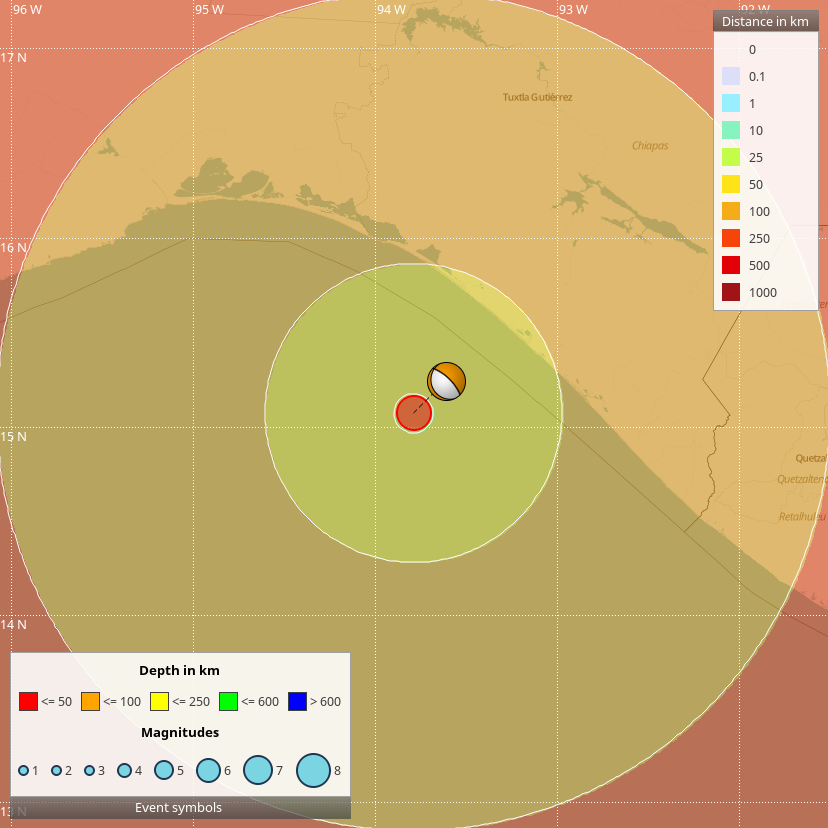 96 W
95 W
94 W
93 W
92 W
Distance in km
0
0.1
1
10
25
50
100
250
500
1000
17 N
Tuxtla Gutiérrez
Chiapas
16 N
15 N
Quetzal
Quetzaltena
Retalhuleu
14 N
Depth in km
<= 50
<= 100
<= 250
<= 600
> 600
Magnitudes
1
2
3
4
5
6
7
8
Event symbols
13 N